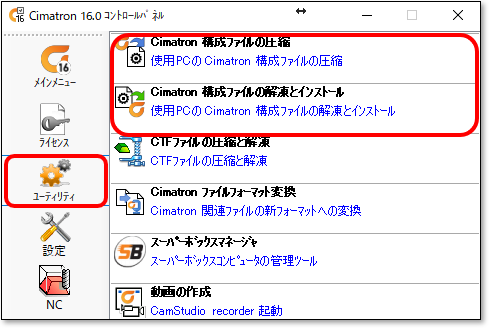 Cimatron 16.0 コントロールパネル
16
メインメニュー
ライセンス
ユーティリティ
設定
NC
Cimatron 構成ファイルの圧縮
使用PCの Cimatron 構成ファイルの圧縮
Cimatron 構成ファイルの解凍とインストール
使用PCの Cimatron 構成ファイルの解凍とインストール
CTFファイルの圧縮と解凍
CTFファイルの圧縮と解凍
Cimatron ファイルフォーマット変換
Cimatron 関連ファイルの新フォーマットへの変換
SB
スーパーボックスマネージャ
スーパーボックスコンピュータの管理ツール
動画の作成
CamStudio recorder 起動